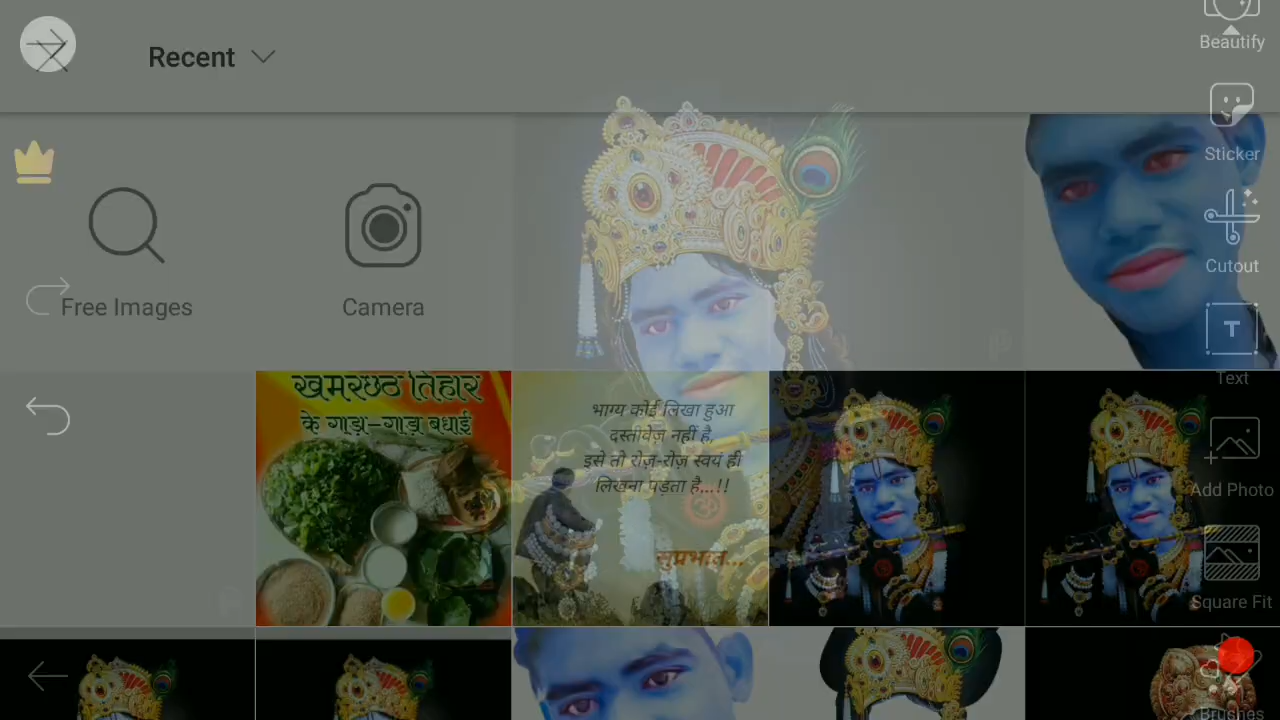 Recent
Beautify
Sticker
Free Images
Camera
Cutout
Text
खमरछठ तिहार
के गाड़ा-गाड़ा बधाई
भाग्य कोई लिखा हुआ
दस्तावेज़ नहीं है,
इसे तो रोज़-रोज़ स्वयं ही
लिखना पड़ता है...!!
सुप्रभात...
Add Photo
Square Fit
Brushes